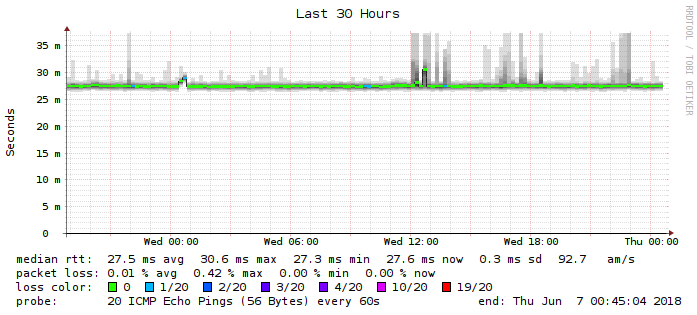 Last 30 Hours
RRDTOOL / TOBI OETIKER
Seconds
35 m
30 m
25 m
20 m
15 m
10 m
5 m
0
Wed 00:00 Wed 06:00 Wed 12:00 Wed 18:00 Thu 00:00
median rtt: 27.5 ms avg 30.6 ms max 27.3 ms min 27.6 ms now 0.3 ms sd 92.7 am/s
packet loss: 0.01 % avg 0.42 % max 0.00 % min 0.00 % now
loss color: 0 1/20 2/20 3/20 4/20 10/20 19/20
probe: 20 ICMP Echo Pings (56 Bytes) every 60s end: Thu Jun 7 00:45:04 2018